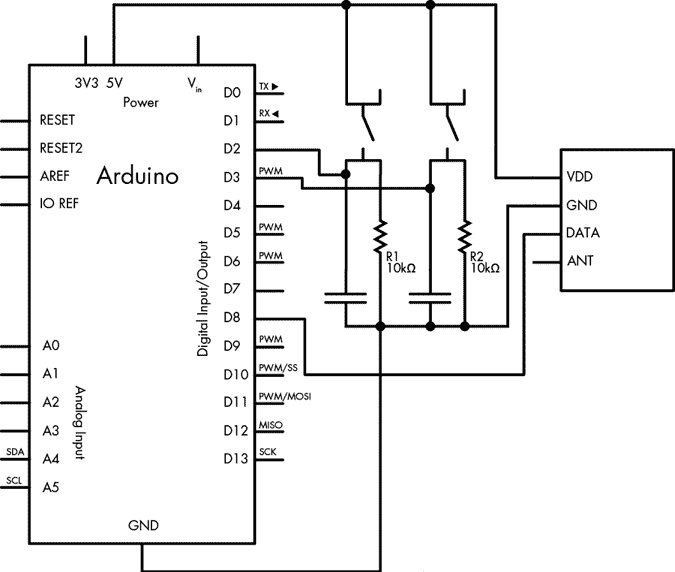 3V3 5V Vin
Power
Arduino
RESET
RESET2
AREF
IO REF
A0
A1
A2
A3
SDA A4
SCL A5
Analog Input
GND
Digital Input/Output
D0 TX ►
D1 RX ◄
D2
D3 PWM
D4
D5 PWM
D6 PWM
D7
D8
D9 PWM
D10 PWM/SS
D11 PWM/MOSI
D12 MISO
D13 SCK
R1
10kΩ
R2
10kΩ
VDD
GND
DATA
ANT